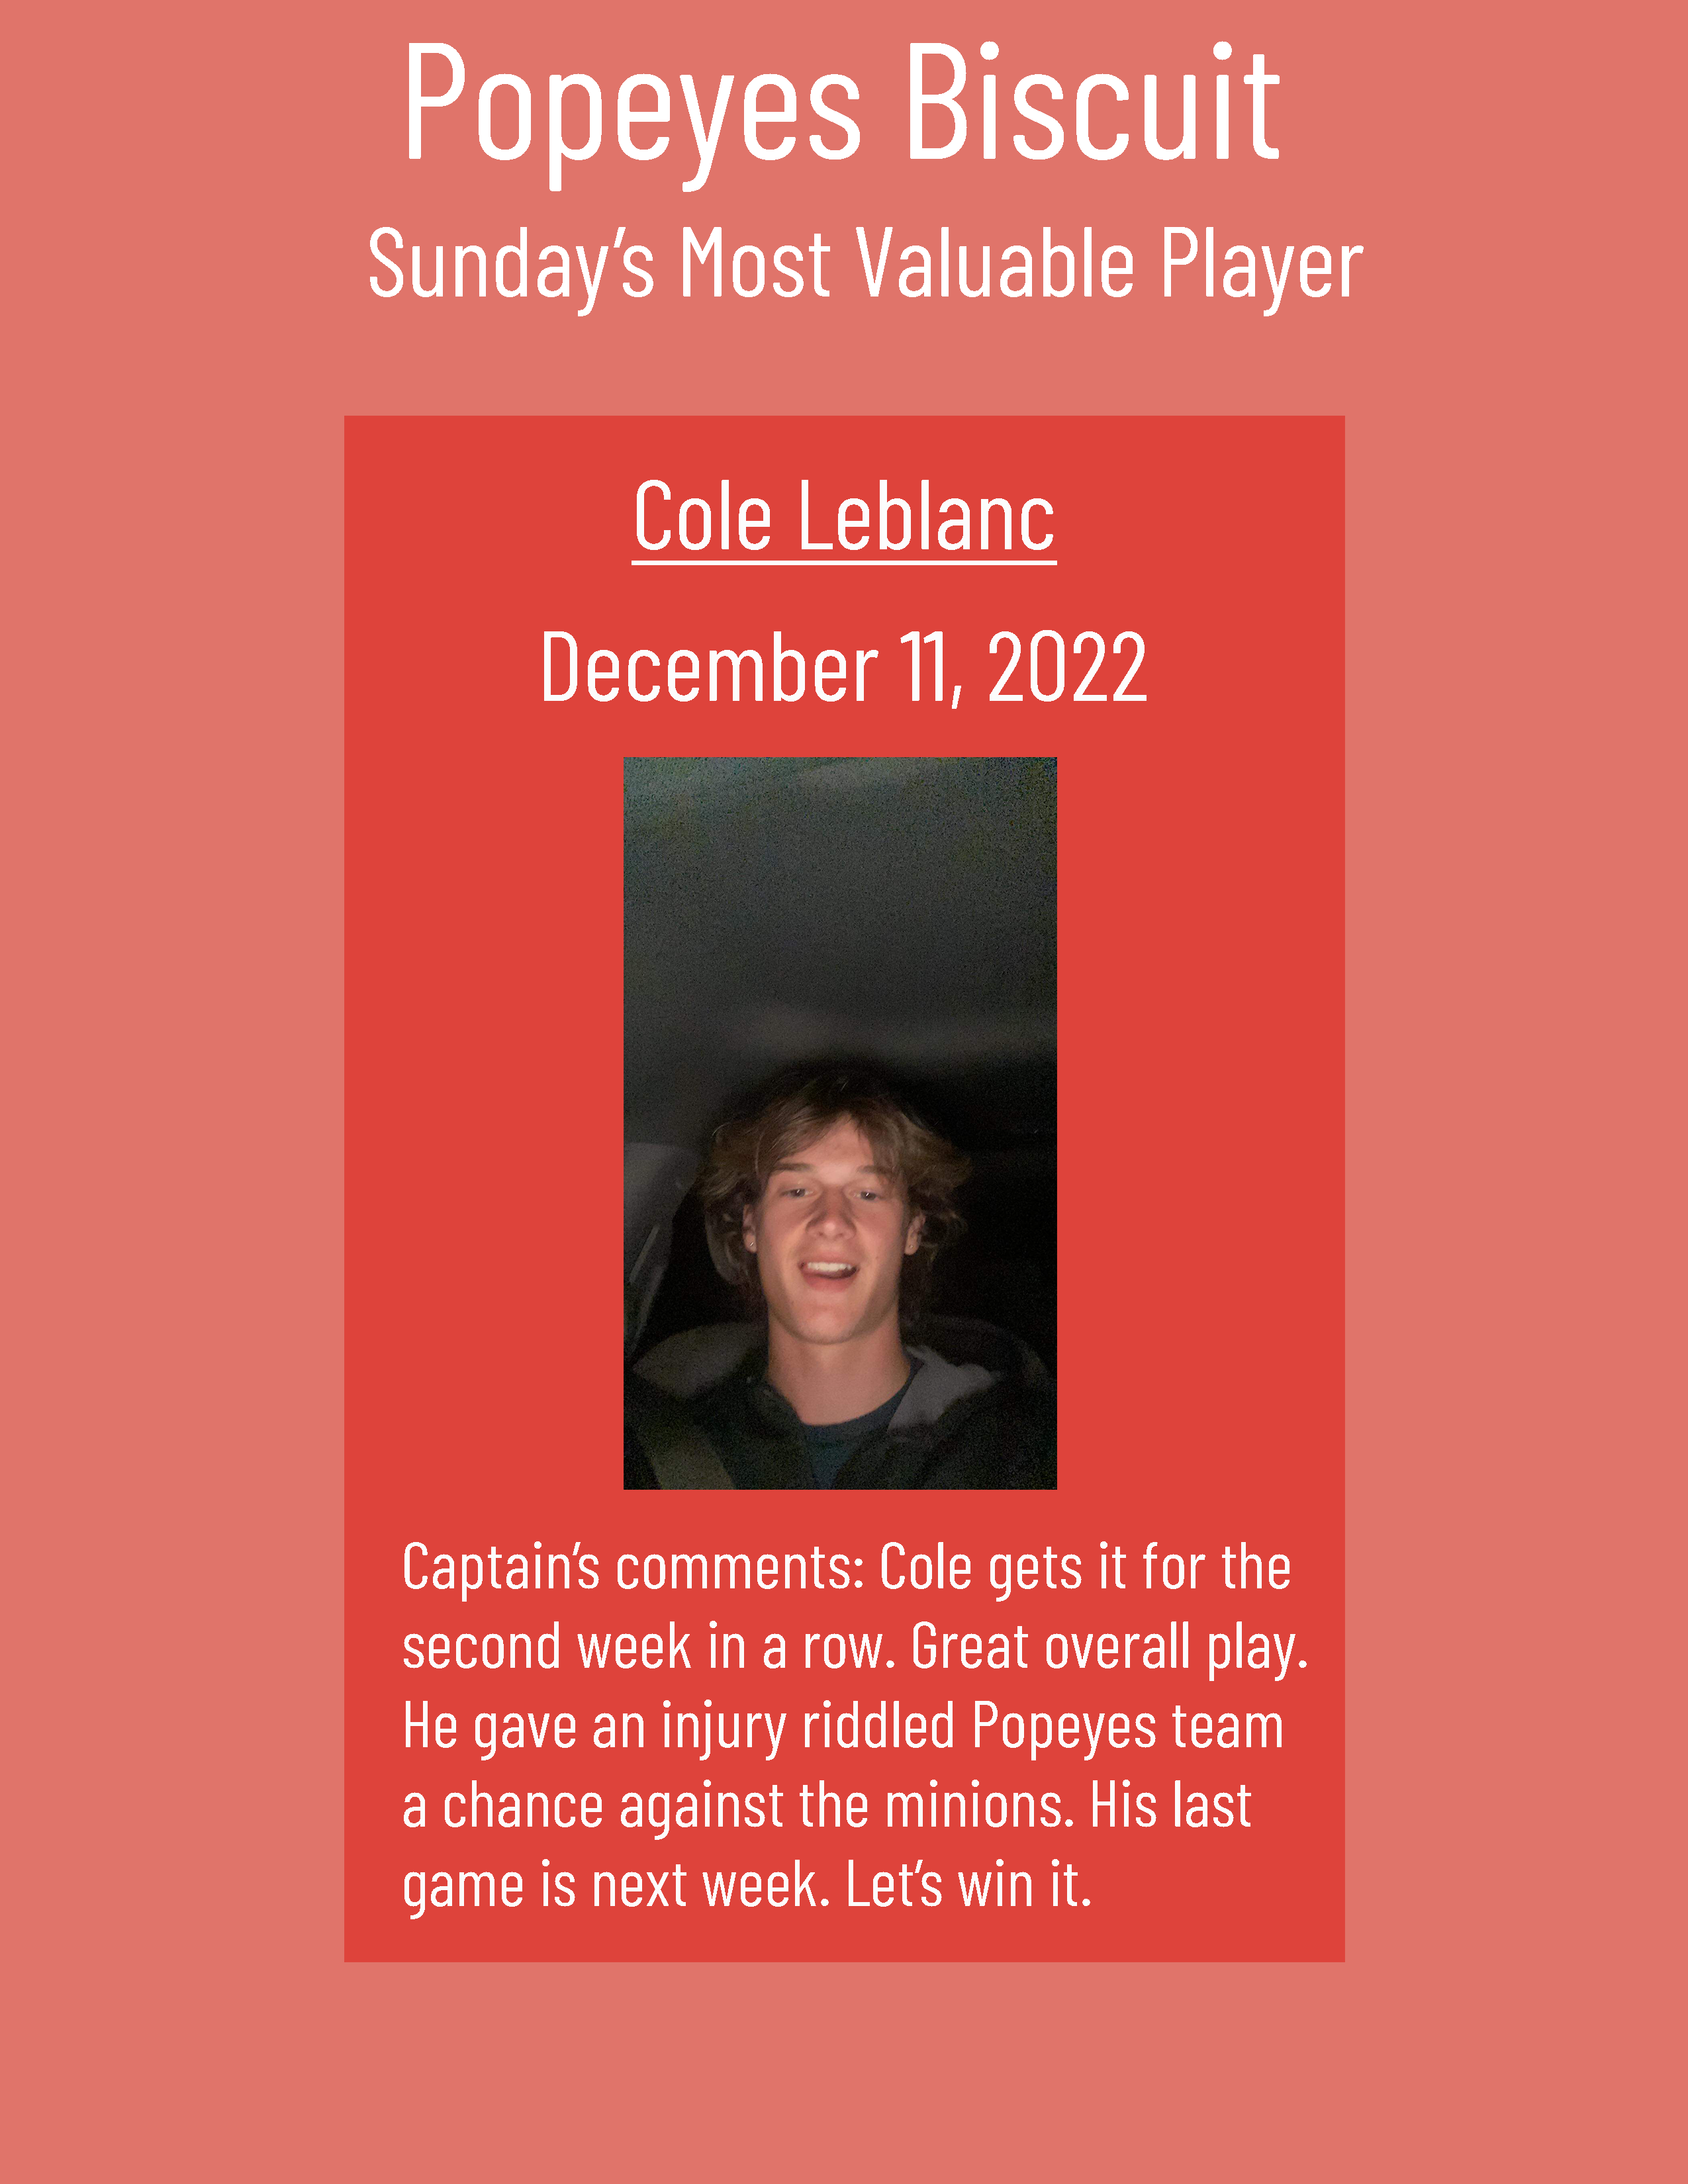 Popeyes Biscuit
Sunday’s Most Valuable Player
Cole Leblanc
December 11, 2022
Captain’s comments: Cole gets it for the
second week in a row. Great overall play.
He gave an injury riddled Popeyes team
a chance against the minions. His last
game is next week. Let’s win it.